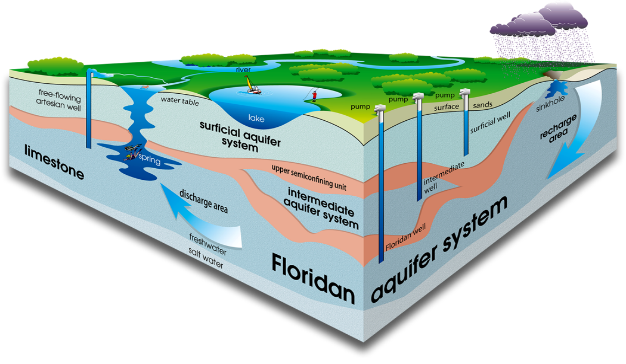 river
free-flowing
artesian well
water table
lake
surficial aquifer
system
pump
pump
pump
surface sands
surficial well
sinkhole
recharge
area
spring
limestone
upper semiconfining unit
intermediate
aquifer system
intermediate
well
discharge area
Floridan well
freshwater
salt water
Floridan
aquifer system